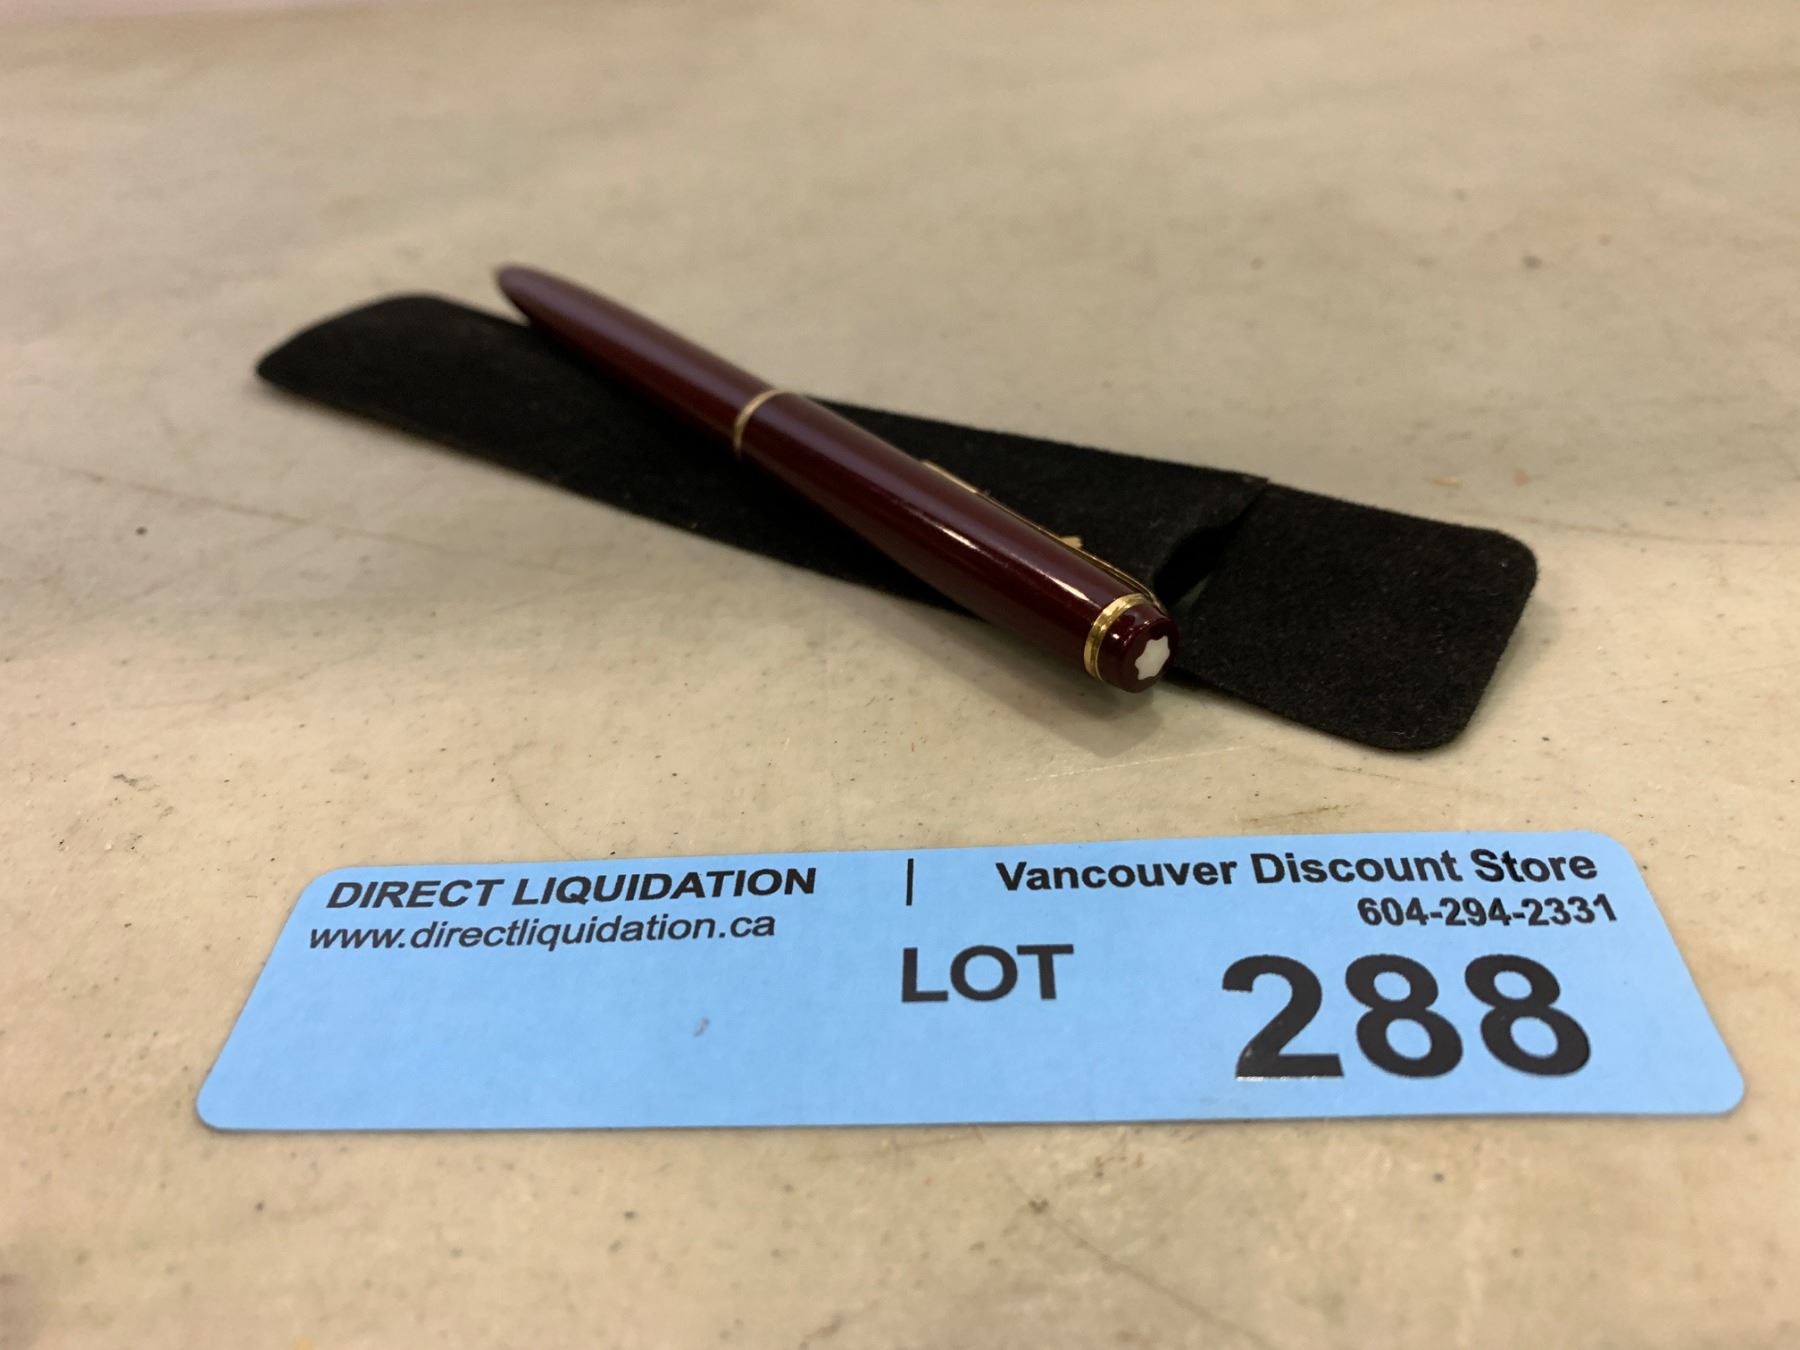 DIRECT LIQUIDATION | Vancouver Discount Store
www.directliquidation.ca 604-294-2331
LOT 288